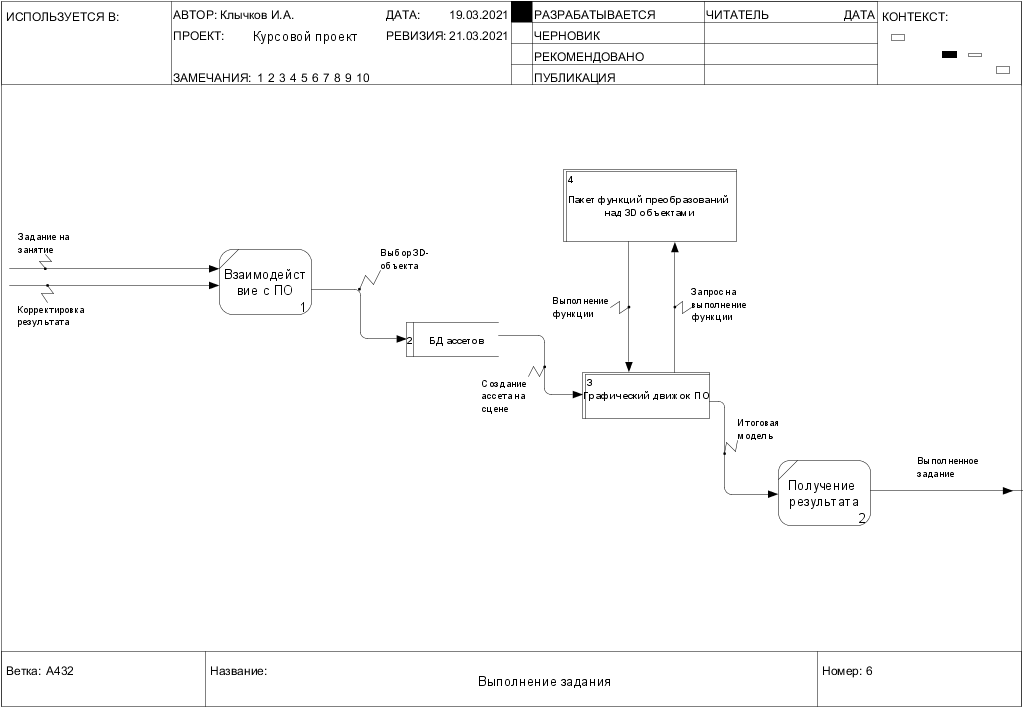 ИСПОЛЬЗУЕТСЯ В:
АВТОР: Клычков И.А.
ДАТА: 19.03.2021
ПРОЕКТ: Курсовой проект
РЕВИЗИЯ: 21.03.2021
ЗАМЕЧАНИЯ: 1 2 3 4 5 6 7 8 9 10
РАЗРАБАТЫВАЕТСЯ
ЧЕРНОВИК
РЕКОМЕНДОВАНО
ПУБЛИКАЦИЯ
ЧИТАТЕЛЬ ДАТА
КОНТЕКСТ:
4
Пакет функций преобразований
над 3D объектами
Задание на
занятие
Корректировка
результата
Взаимодейст
вие с ПО
1
Выбор 3D-
объекта
2 БД ассетов
Выполнение
функции
Запрос на
выполнение
функции
Создание
ассета на
сцене
3
Графический движок ПО
Итоговая
модель
Получение
результата
2
Выполненное
задание
Ветка: A432
Название:
Выполнение задания
Номер: 6